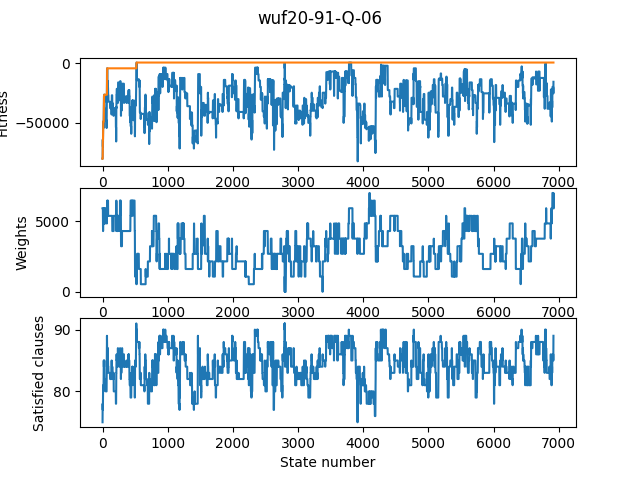 wuf20-91-Q-06
0
−50000
Fitness
0 1000 2000 3000 4000 5000 6000 7000
5000
0
Weights
0 1000 2000 3000 4000 5000 6000 7000
90
80
Satisfied clauses
0 1000 2000 3000 4000 5000 6000 7000
State number